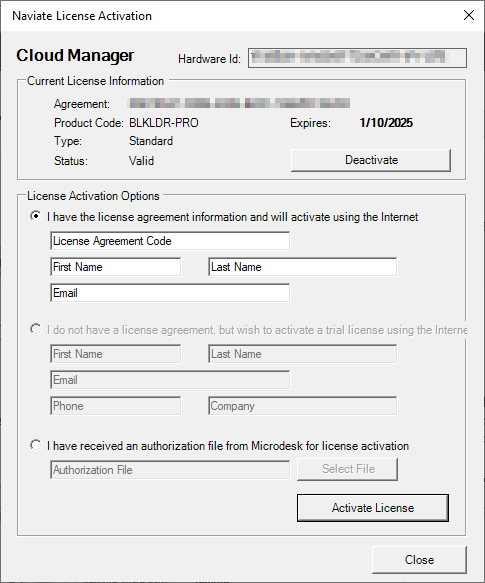 Naviate License Activation
Cloud Manager
Hardware Id:
Current License Information
Agreement:
Product Code: BLKLDR-PRO Expires: 1/10/2025
Type: Standard
Status: Valid Deactivate
License Activation Options
I have the license agreement information and will activate using the Internet
License Agreement Code
First Name Last Name
Email
I do not have a license agreement, but wish to activate a trial license using the Interne
First Name Last Name
Email
Phone Company
I have received an authorization file from Microdesk for license activation
Authorization File Select File
Activate License
Close